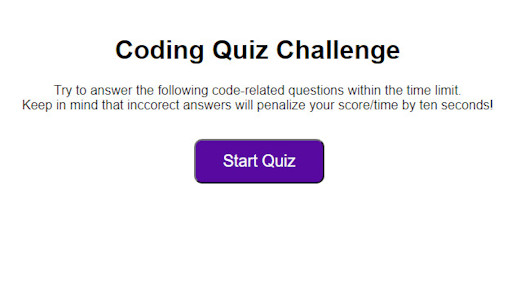 Coding Quiz Challenge
Try to answer the following code-related questions within the time limit.
Keep in mind that inccorect answers will penalize your score/time by ten seconds!
Start Quiz